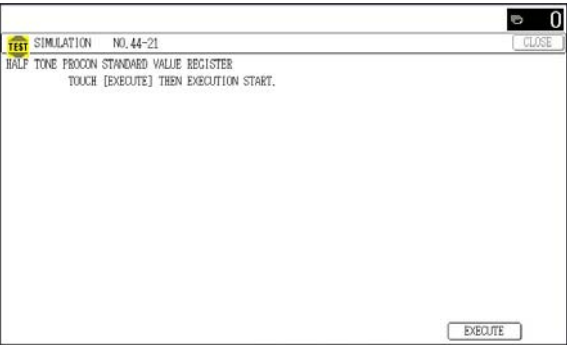 0
TEST SIMULATION NO.44-21 CLOSE
HALF TONE PROCON STANDARD VALUE REGISTER
TOUCH [EXECUTE] THEN EXECUTION START.
EXECUTE